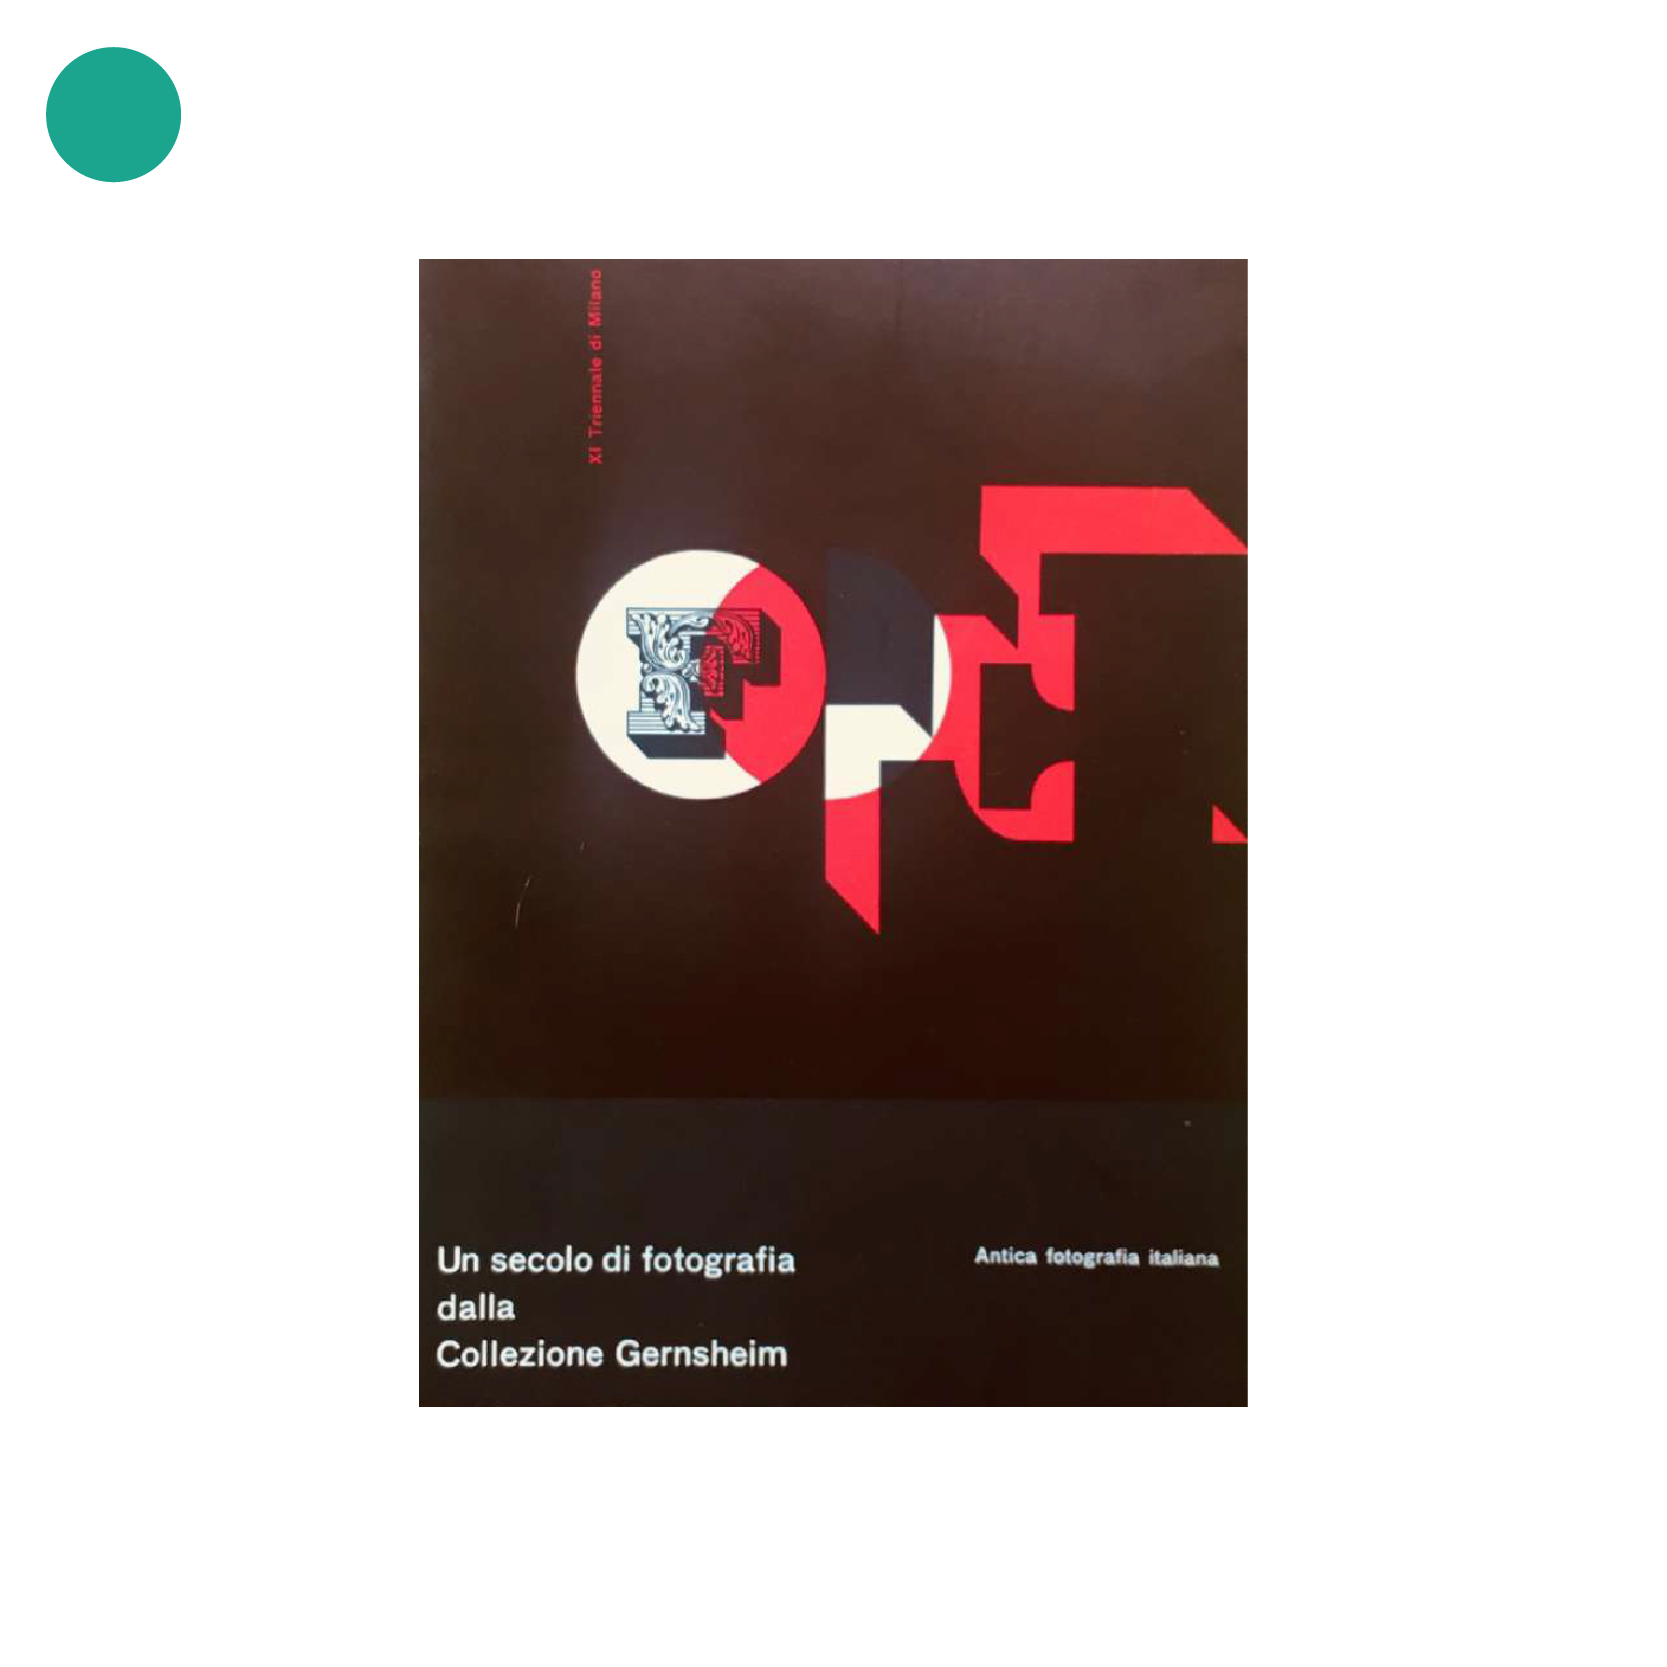 XI Triennale di Milano
F
Un secolo di fotografia
dalla
Collezione Gernsheim
Antica fotografia italiana